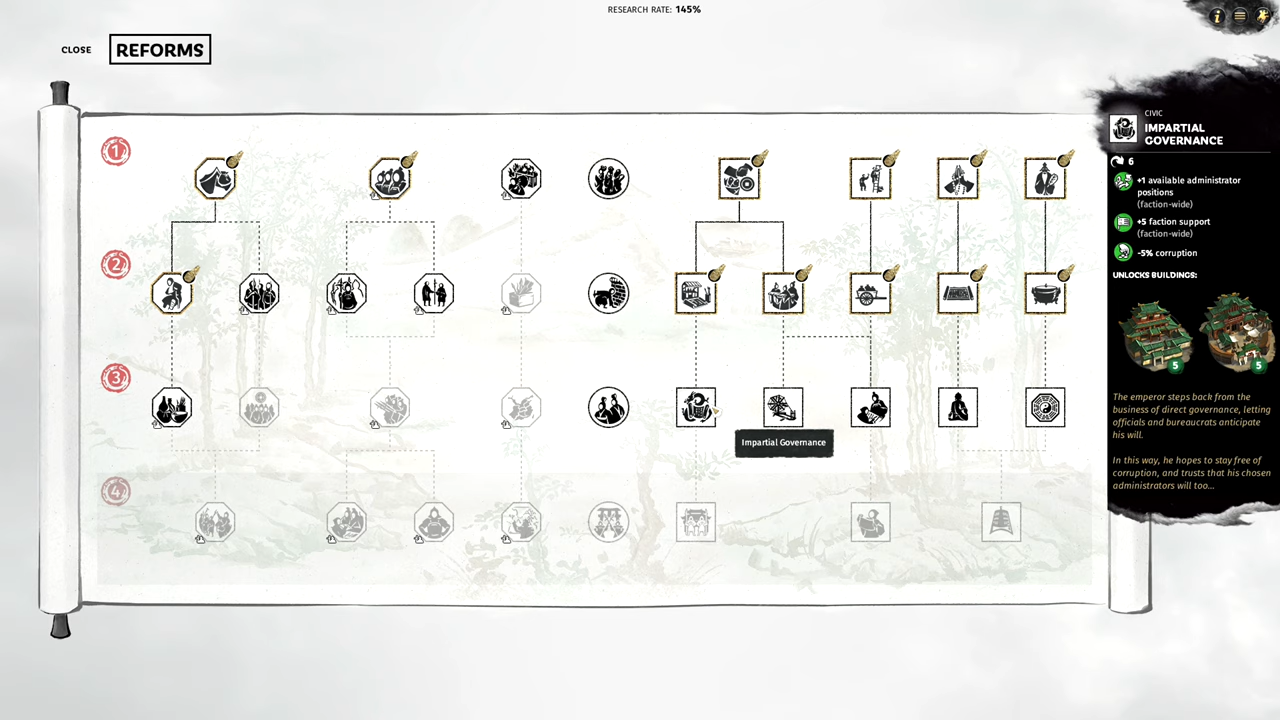 RESEARCH RATE: 145%
CLOSE
REFORMS
1
2
3
4
Impartial Governance
CIVIC
IMPARTIAL
GOVERNANCE
6
+1 available administrator
positions
(faction-wide)
+5 faction support
(faction-wide)
-5% corruption
UNLOCKS BUILDINGS:
5
5
The emperor steps back from the
business of direct governance, letting
officials and bureaucrats anticipate
his will.
In this way, he hopes to stay free of
corruption, and trusts that his chosen
administrators will too...